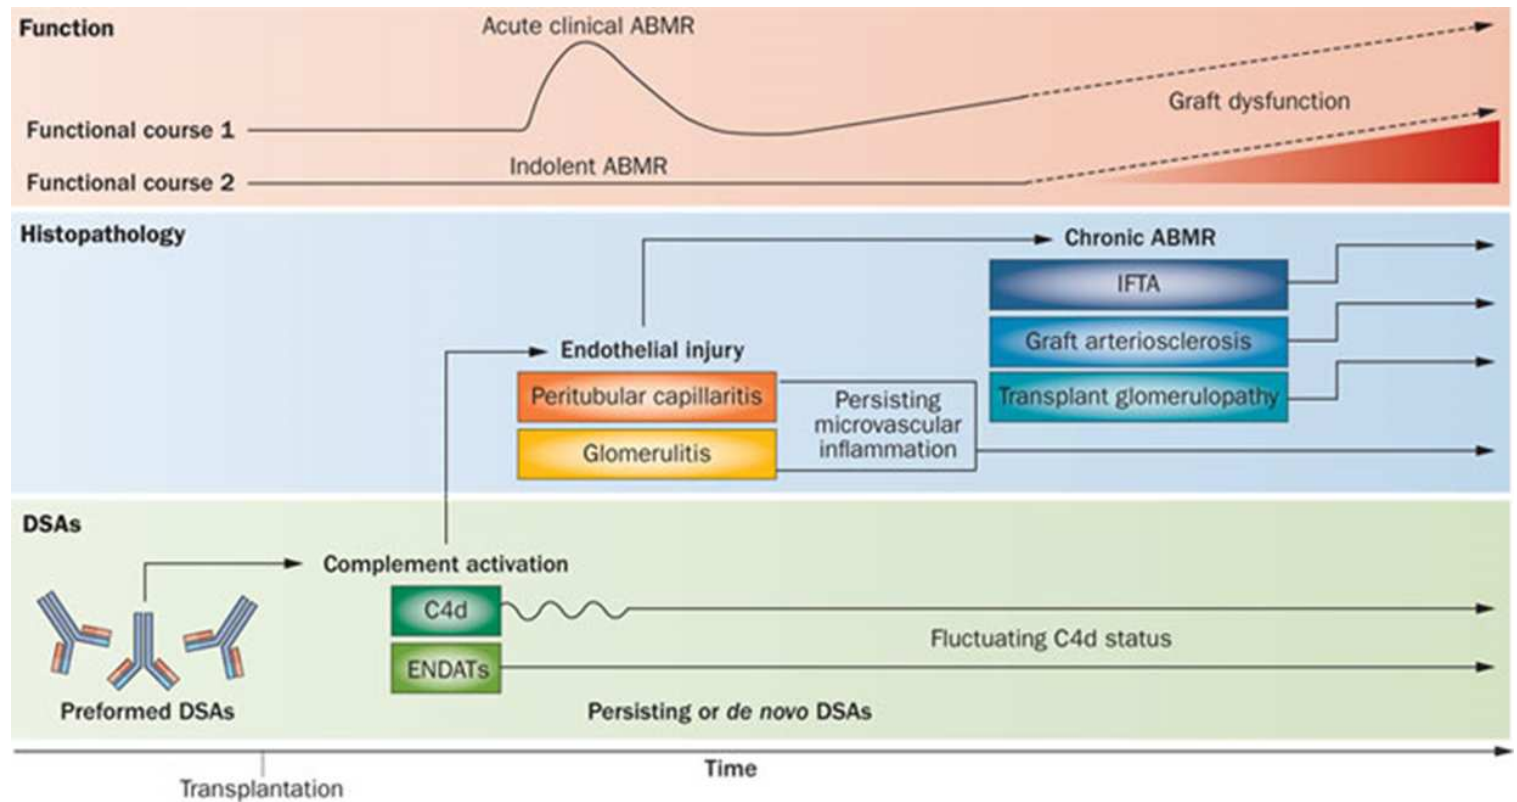 Function
Acute clinical ABMR
Graft dysfunction
Functional course 1
Indolent ABMR
Functional course 2
Histopathology
Chronic ABMR
IFTA
Graft arteriosclerosis
Transplant glomerulopathy
Endothelial injury
Peritubular capillaritis
Glomerulitis
Persisting
microvascular
inflammation
DSAs
Complement activation
C4d
Fluctuating C4d status
ENDATs
Preformed DSAs
Persisting or de novo DSAs
Time
Transplantation